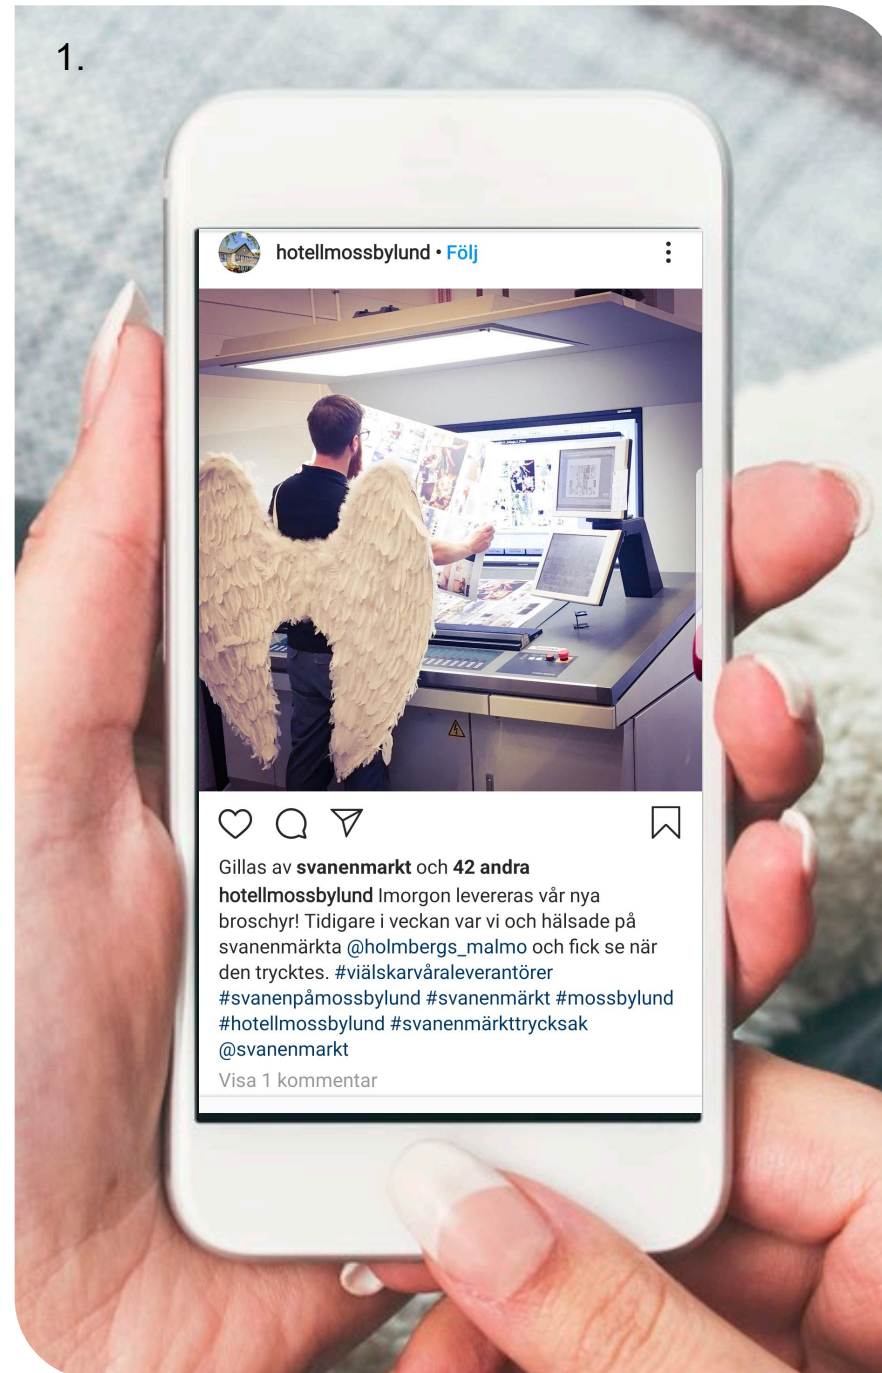 1.
hotellmossbylund • Följ
Gillas av svanenmarkt och 42 andra
hotellmossbylund Imorgon levereras vår nya
broschyr! Tidigare i veckan var vi och hälsade på
svanenmärkta @holmbergs_malmo och fick se när
den trycktes. #viälskarvåraleverantörer
#svanenpåmossbylund #svanenmärkt #mossbylund
#hotellmossbylund #svanenmärkttrycksak
@svanenmarkt
Visa 1 kommentar